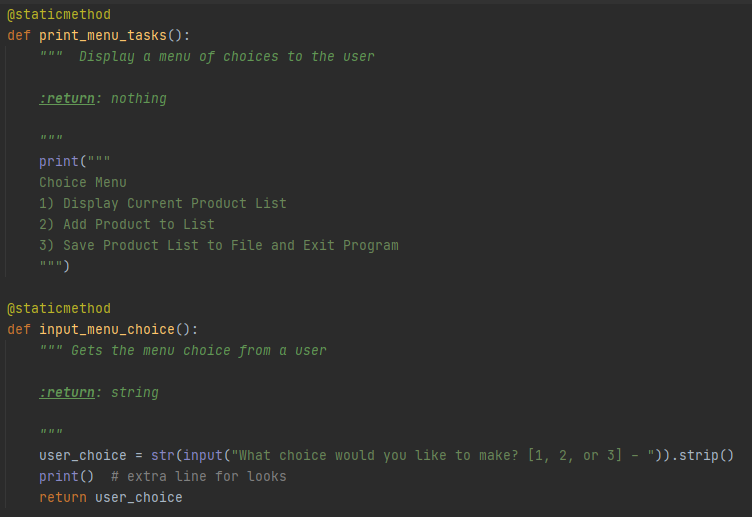 @staticmethod
def print_menu_tasks():
    """  Display a menu of choices to the user

    :return: nothing

    """
    print("""
    Choice Menu
    1) Display Current Product List
    2) Add Product to List
    3) Save Product List to File and Exit Program
    """)

@staticmethod
def input_menu_choice():
    """ Gets the menu choice from a user

    :return: string

    """
    user_choice = str(input("What choice would you like to make? [1, 2, or 3] – ")).strip()
    print()  # extra line for looks
    return user_choice